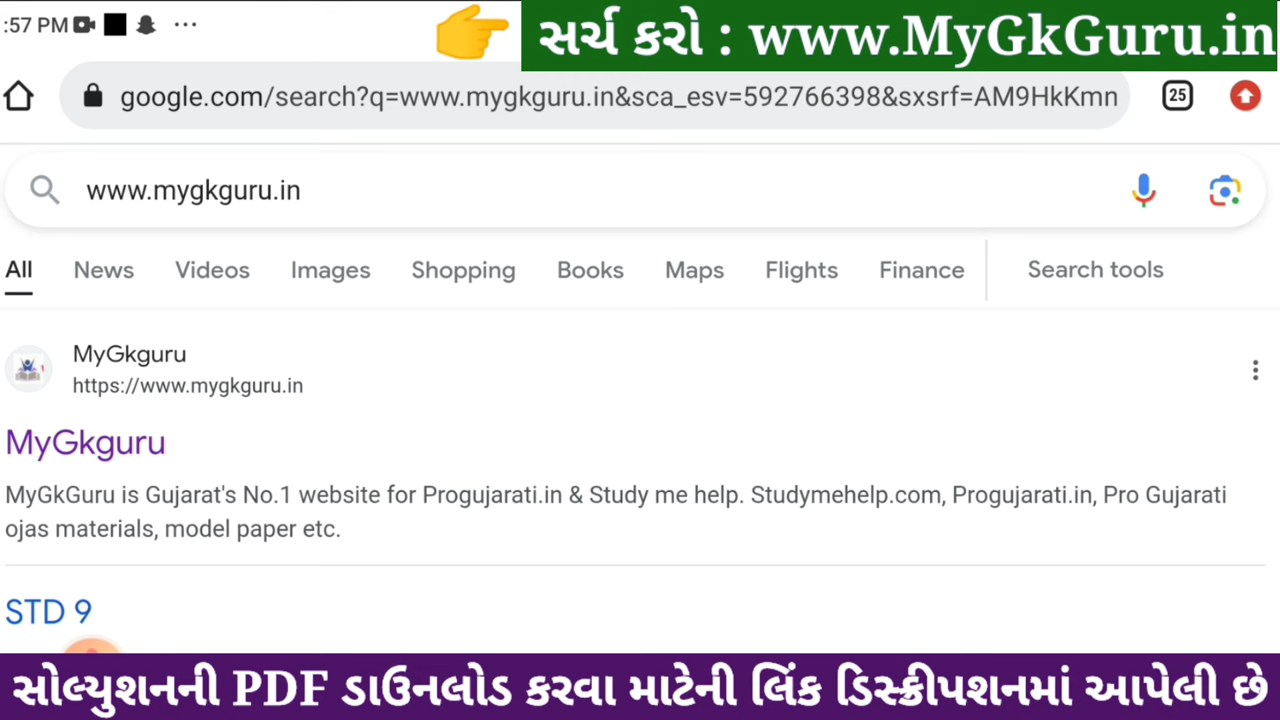 :57 PM
સર્ચ કરો : www.MyGkGuru.in
google.com/search?q=www.mygkguru.in&sca_esv=592766398&sxsrf=AM9HkKmn
25
www.mygkguru.in
All News Videos Images Shopping Books Maps Flights Finance Search tools
MyGkguru
https://www.mygkguru.in
MyGkguru
MyGkGuru is Gujarat's No.1 website for Progujarati.in & Study me help. Studymehelp.com, Progujarati.in, Pro Gujarati
ojas materials, model paper etc.
STD 9
સોલ્યુશનની PDF ડાઉનલોડ કરવા માટેની લિંક ડિસ્ક્રીપશનમાં આપેલી છે